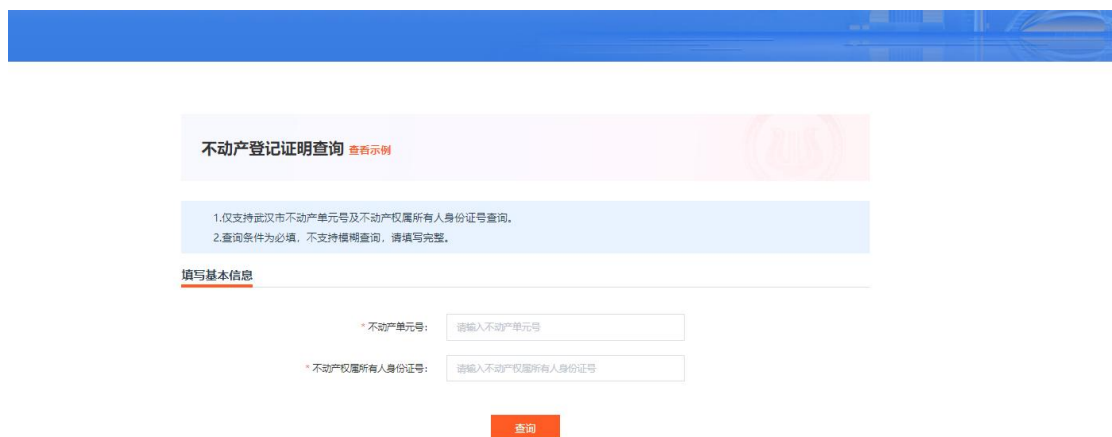 不动产登记证明查询 查看示例
1.仅支持武汉市不动产单元号及不动产权属所有人身份证号查询。
2.查询条件为必填，不支持模糊查询，请填写完整。
填写基本信息
* 不动产单元号： 请输入不动产单元号
* 不动产权属所有人身份证号： 请输入不动产权属所有人身份证号
查询